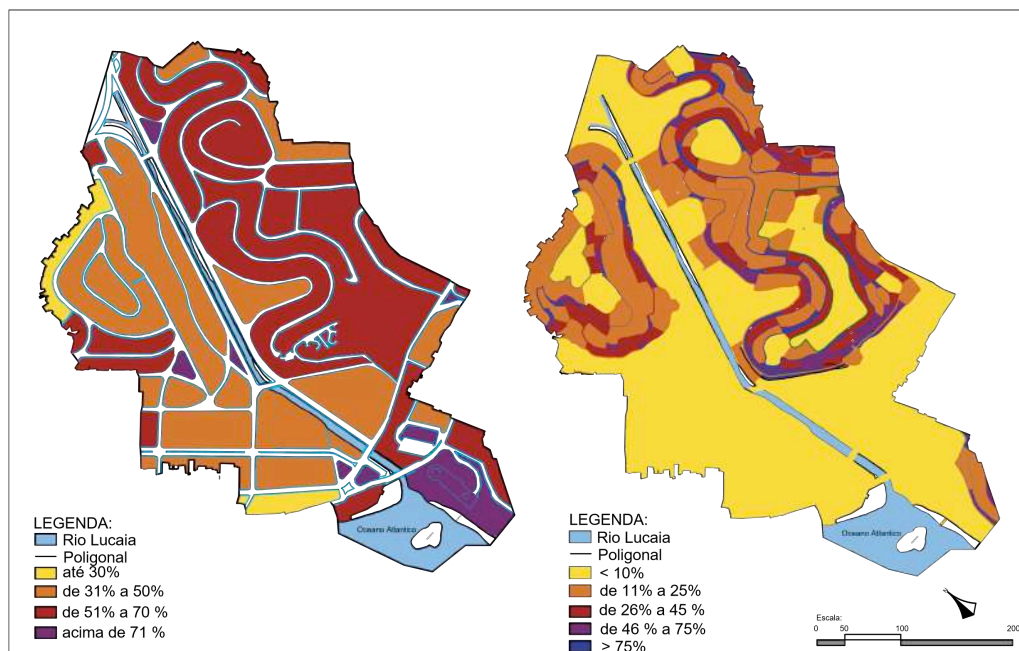 Oceano Atlantico
LEGENDA:
Rio Lucaia
Poligonal
até 30%
de 31% a 50%
de 51% a 70 %
acima de 71 %
Oceano Atlantico
LEGENDA:
Rio Lucaia
Poligonal
< 10%
de 11% a 25%
de 26% a 45 %
de 46 % a 75%
> 75%
Escala:
0 50 100 200